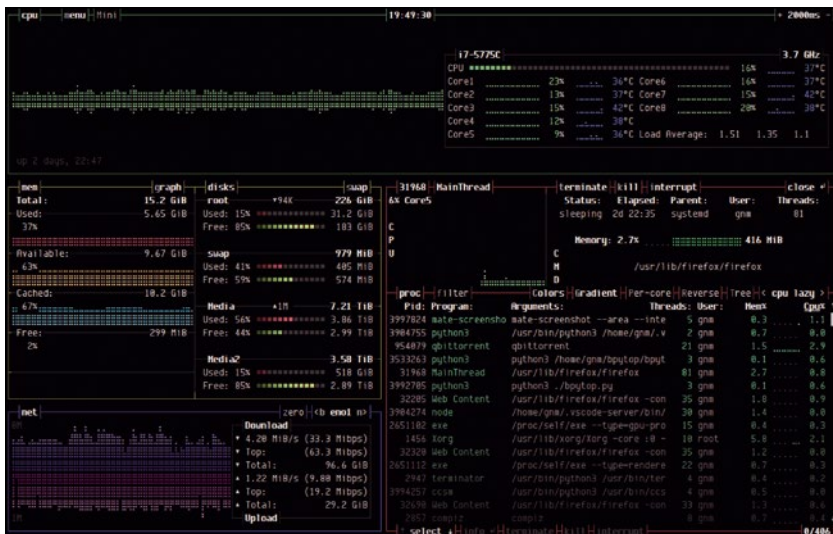 cpu menu Mini 19:49:30 + 2000ms -
i7-5775C 3.7 GHz
CPU 16% 37°C
Core1 23% 36°C Core6 16% 37°C
Core2 13% 37°C Core7 15% 42°C
Core3 15% 42°C Core8 20% 38°C
Core4 12% 38°C
Core5 9% 36°C Load Average: 1.51 1.35 1.1
up 2 days, 22:47
mem graph disks swap
Total: 15.2 GiB root ▼94K 226 GiB
Used: 5.65 GiB Used: 15% 31.2 GiB
37% Free: 85% 183 GiB
Available: 9.67 GiB swap 979 MiB
63% Used: 41% 405 MiB
Free: 59% 574 MiB
Cached: 10.2 GiB
67% Media ▲1M 7.21 TiB
Used: 56% 3.86 TiB
Free: 299 MiB Free: 44% 2.99 TiB
2%
Media2 3.58 TiB
Used: 15% 518 GiB
Free: 85% 2.89 TiB
31968 MainThread terminate kill interrupt close ↲
6% Core5 Status: Elapsed: Parent: User: Threads:
sleeping 2d 22:35 systemd gnm 81
C
P Memory: 2.7% 416 MiB
U C
M /usr/lib/firefox/firefox
D
proc filter Colors Gradient Per-core Reverse Tree < cpu lazy >
Pid: Program: Arguments: Threads: User: Mem% Cpu%
3997824 mate-screensho mate-screenshot --area --inte 5 gnm 0.3 1.1
3984755 python3 /usr/bin/python3 /home/gnm/.v 2 gnm 0.7 0.0
954079 qbittorrent qbittorrent 21 gnm 1.5 2.9
3533263 python3 python3 /home/gnm/bpytop/bpyt 3 gnm 0.1 0.6
31968 MainThread /usr/lib/firefox/firefox 81 gnm 2.7 0.8
3992785 python3 python3 ./bpytop.py 3 gnm 0.1 0.6
32205 Web Content /usr/lib/firefox/firefox -con 35 gnm 1.8 0.9
3984274 node /home/gnm/.vscode-server/bin/ 30 gnm 1.4 0.0
2651102 exe /proc/self/exe --type=gpu-pro 15 gnm 0.4 0.3
1456 Xorg /usr/lib/xorg/Xorg -core :0 - 10 root 5.8 2.1
32320 Web Content /usr/lib/firefox/firefox -con 35 gnm 1.2 0.0
2651112 exe /proc/self/exe --type=rendere 22 gnm 0.7 0.3
2947 terminator /usr/bin/python3 /usr/bin/ter 4 gnm 0.4 0.2
3994257 ccsm /usr/bin/python3 /usr/bin/ccs 4 gnm 0.5 0.0
32690 Web Content /usr/lib/firefox/firefox -con 33 gnm 1.3
2857 compiz compiz gnm 0.7
↑ select ↓ info ↲ terminate kill interrupt 0/406
net zero <b eno1 n>
Download
▼ 4.20 MiB/s (33.3 Mibps)
▼ Top: (63.3 Mibps)
▼ Total: 96.6 GiB
▲ 1.22 MiB/s (9.80 Mibps)
▲ Top: (19.2 Mibps)
▲ Total: 29.2 GiB
Upload